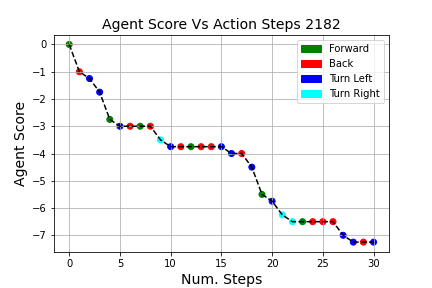 Agent Score Vs Action Steps 2182
Agent Score
0
−1
−2
−3
−4
−5
−6
−7
Forward
Back
Turn Left
Turn Right
0 5 10 15 20 25 30
Num. Steps